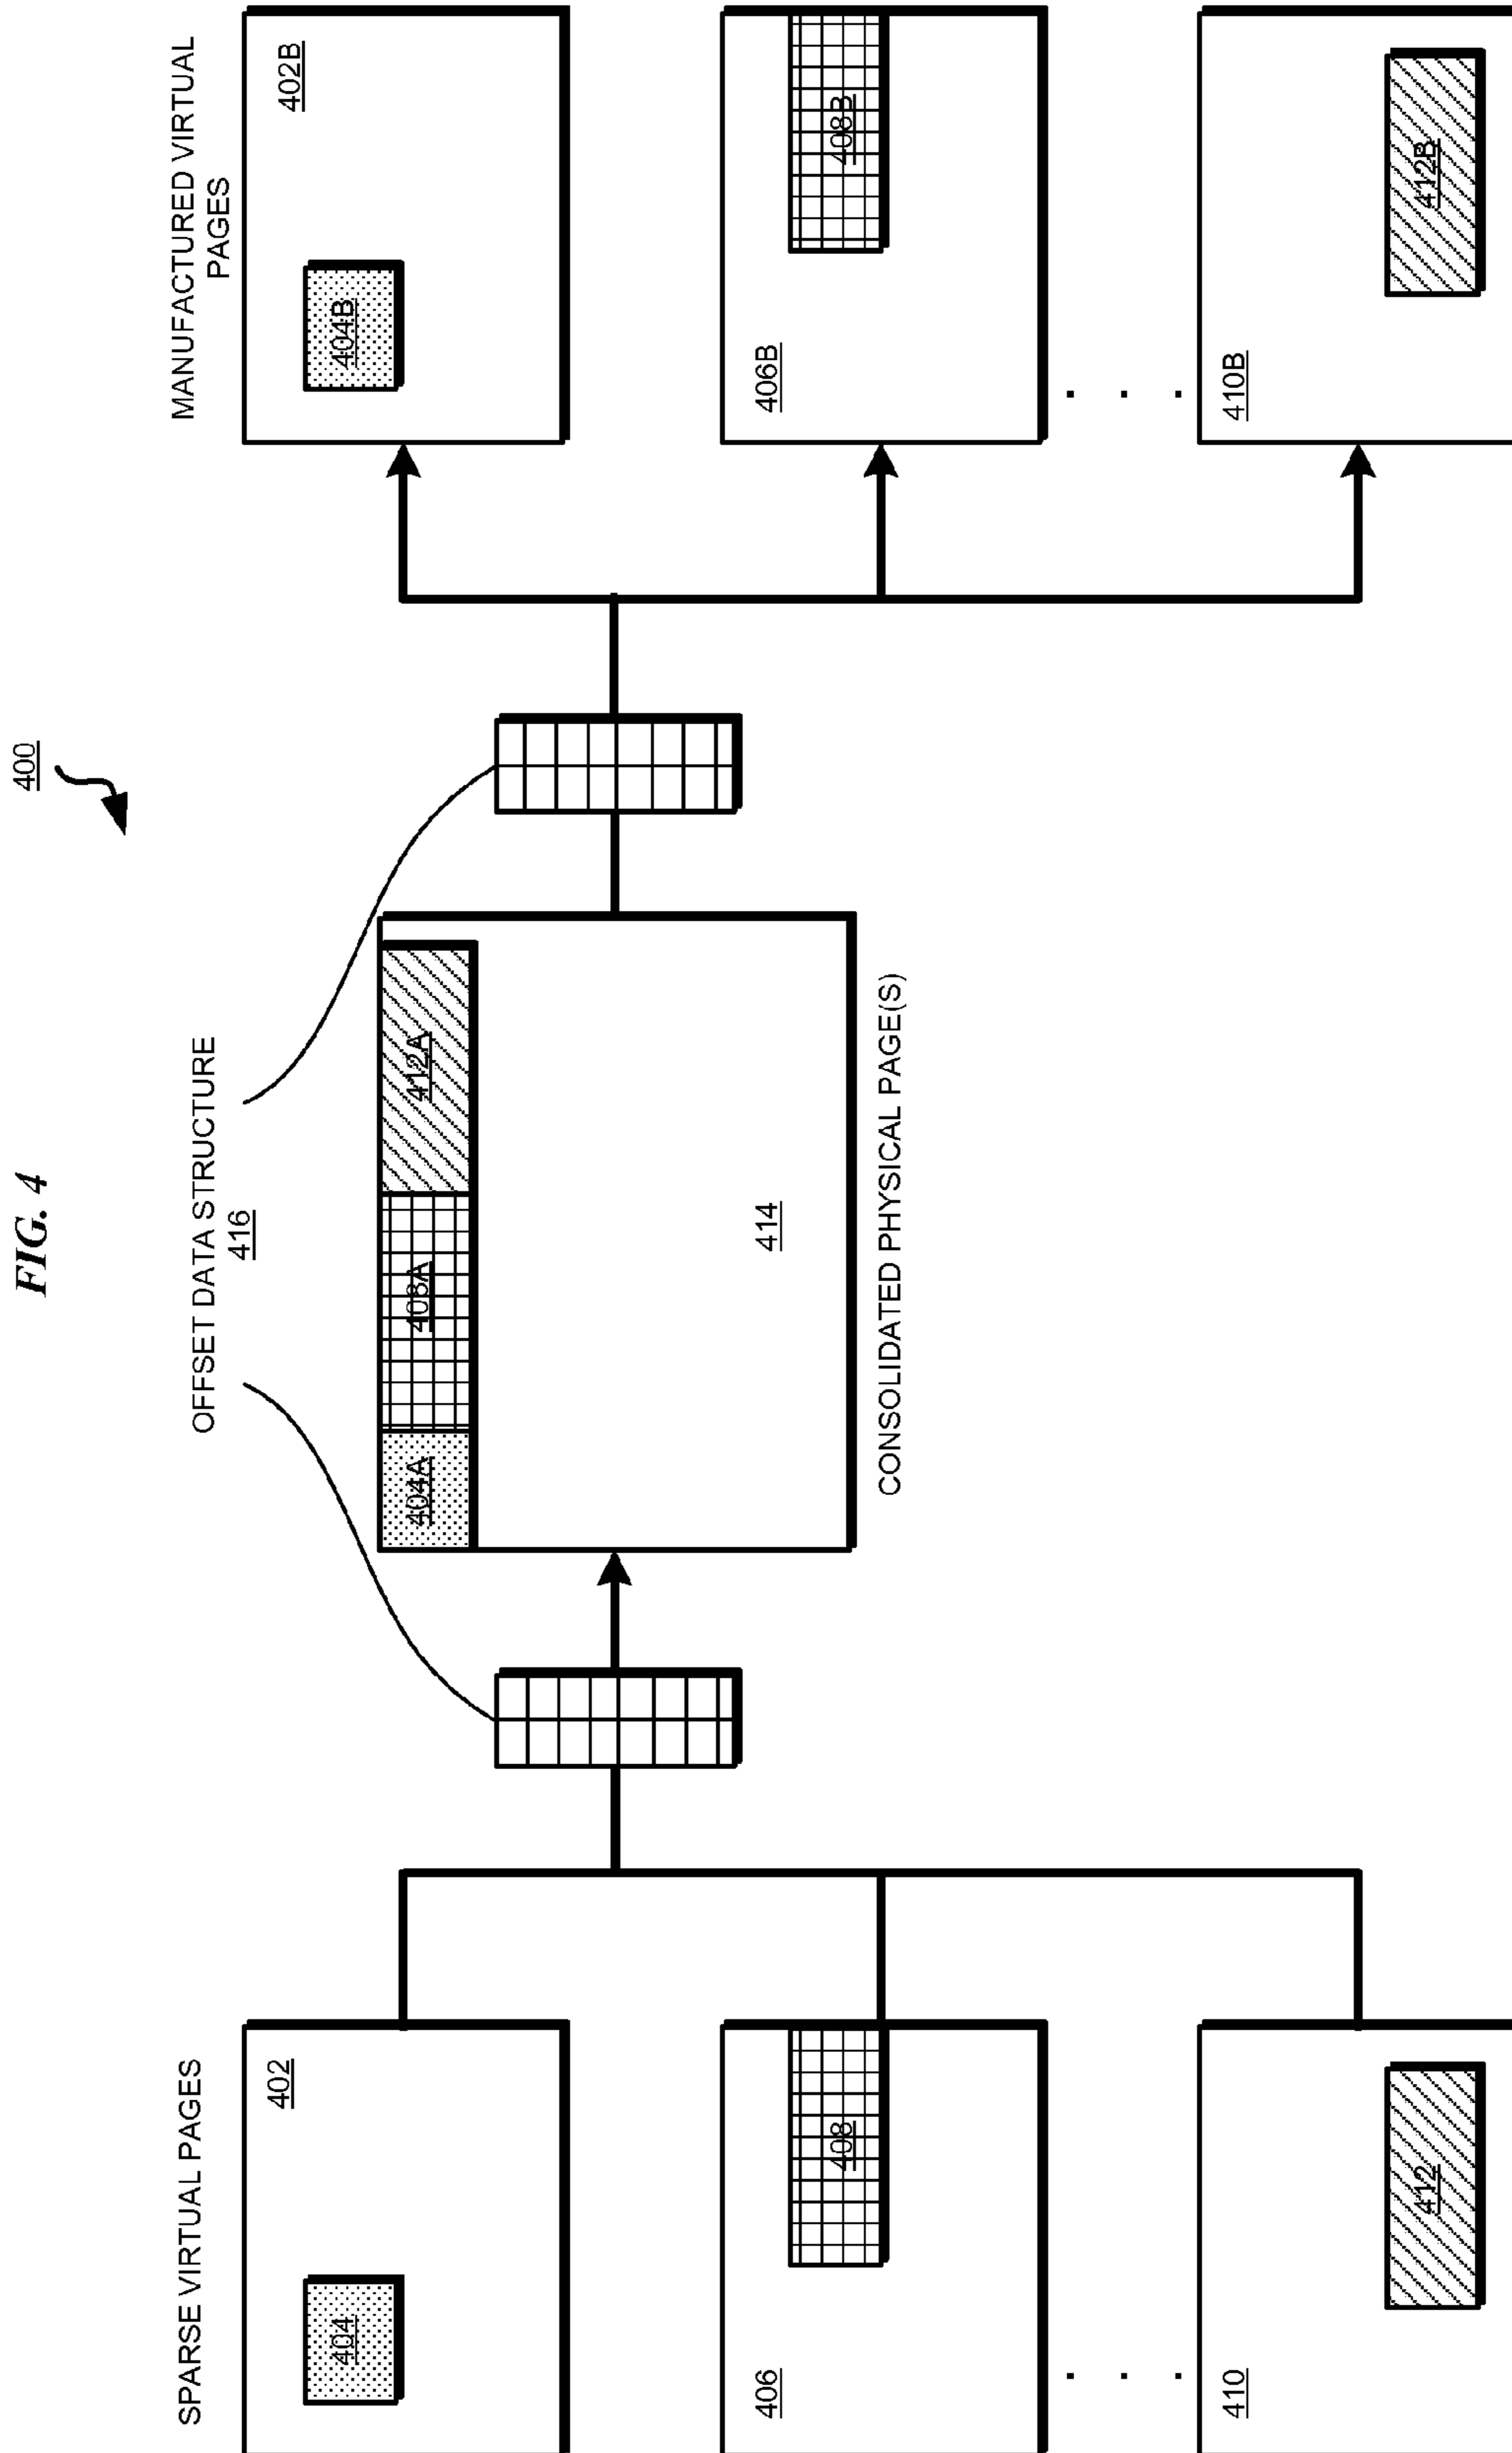 FIG. 4
400
SPARSE VIRTUAL PAGES
OFFSET DATA STRUCTURE
416
MANUFACTURED VIRTUAL
PAGES
402
404
404A
408A
412A
402B
404B
406
408
414
406B
408B
CONSOLIDATED PHYSICAL PAGE(S)
. . .
. . .
410
412
410B
412B